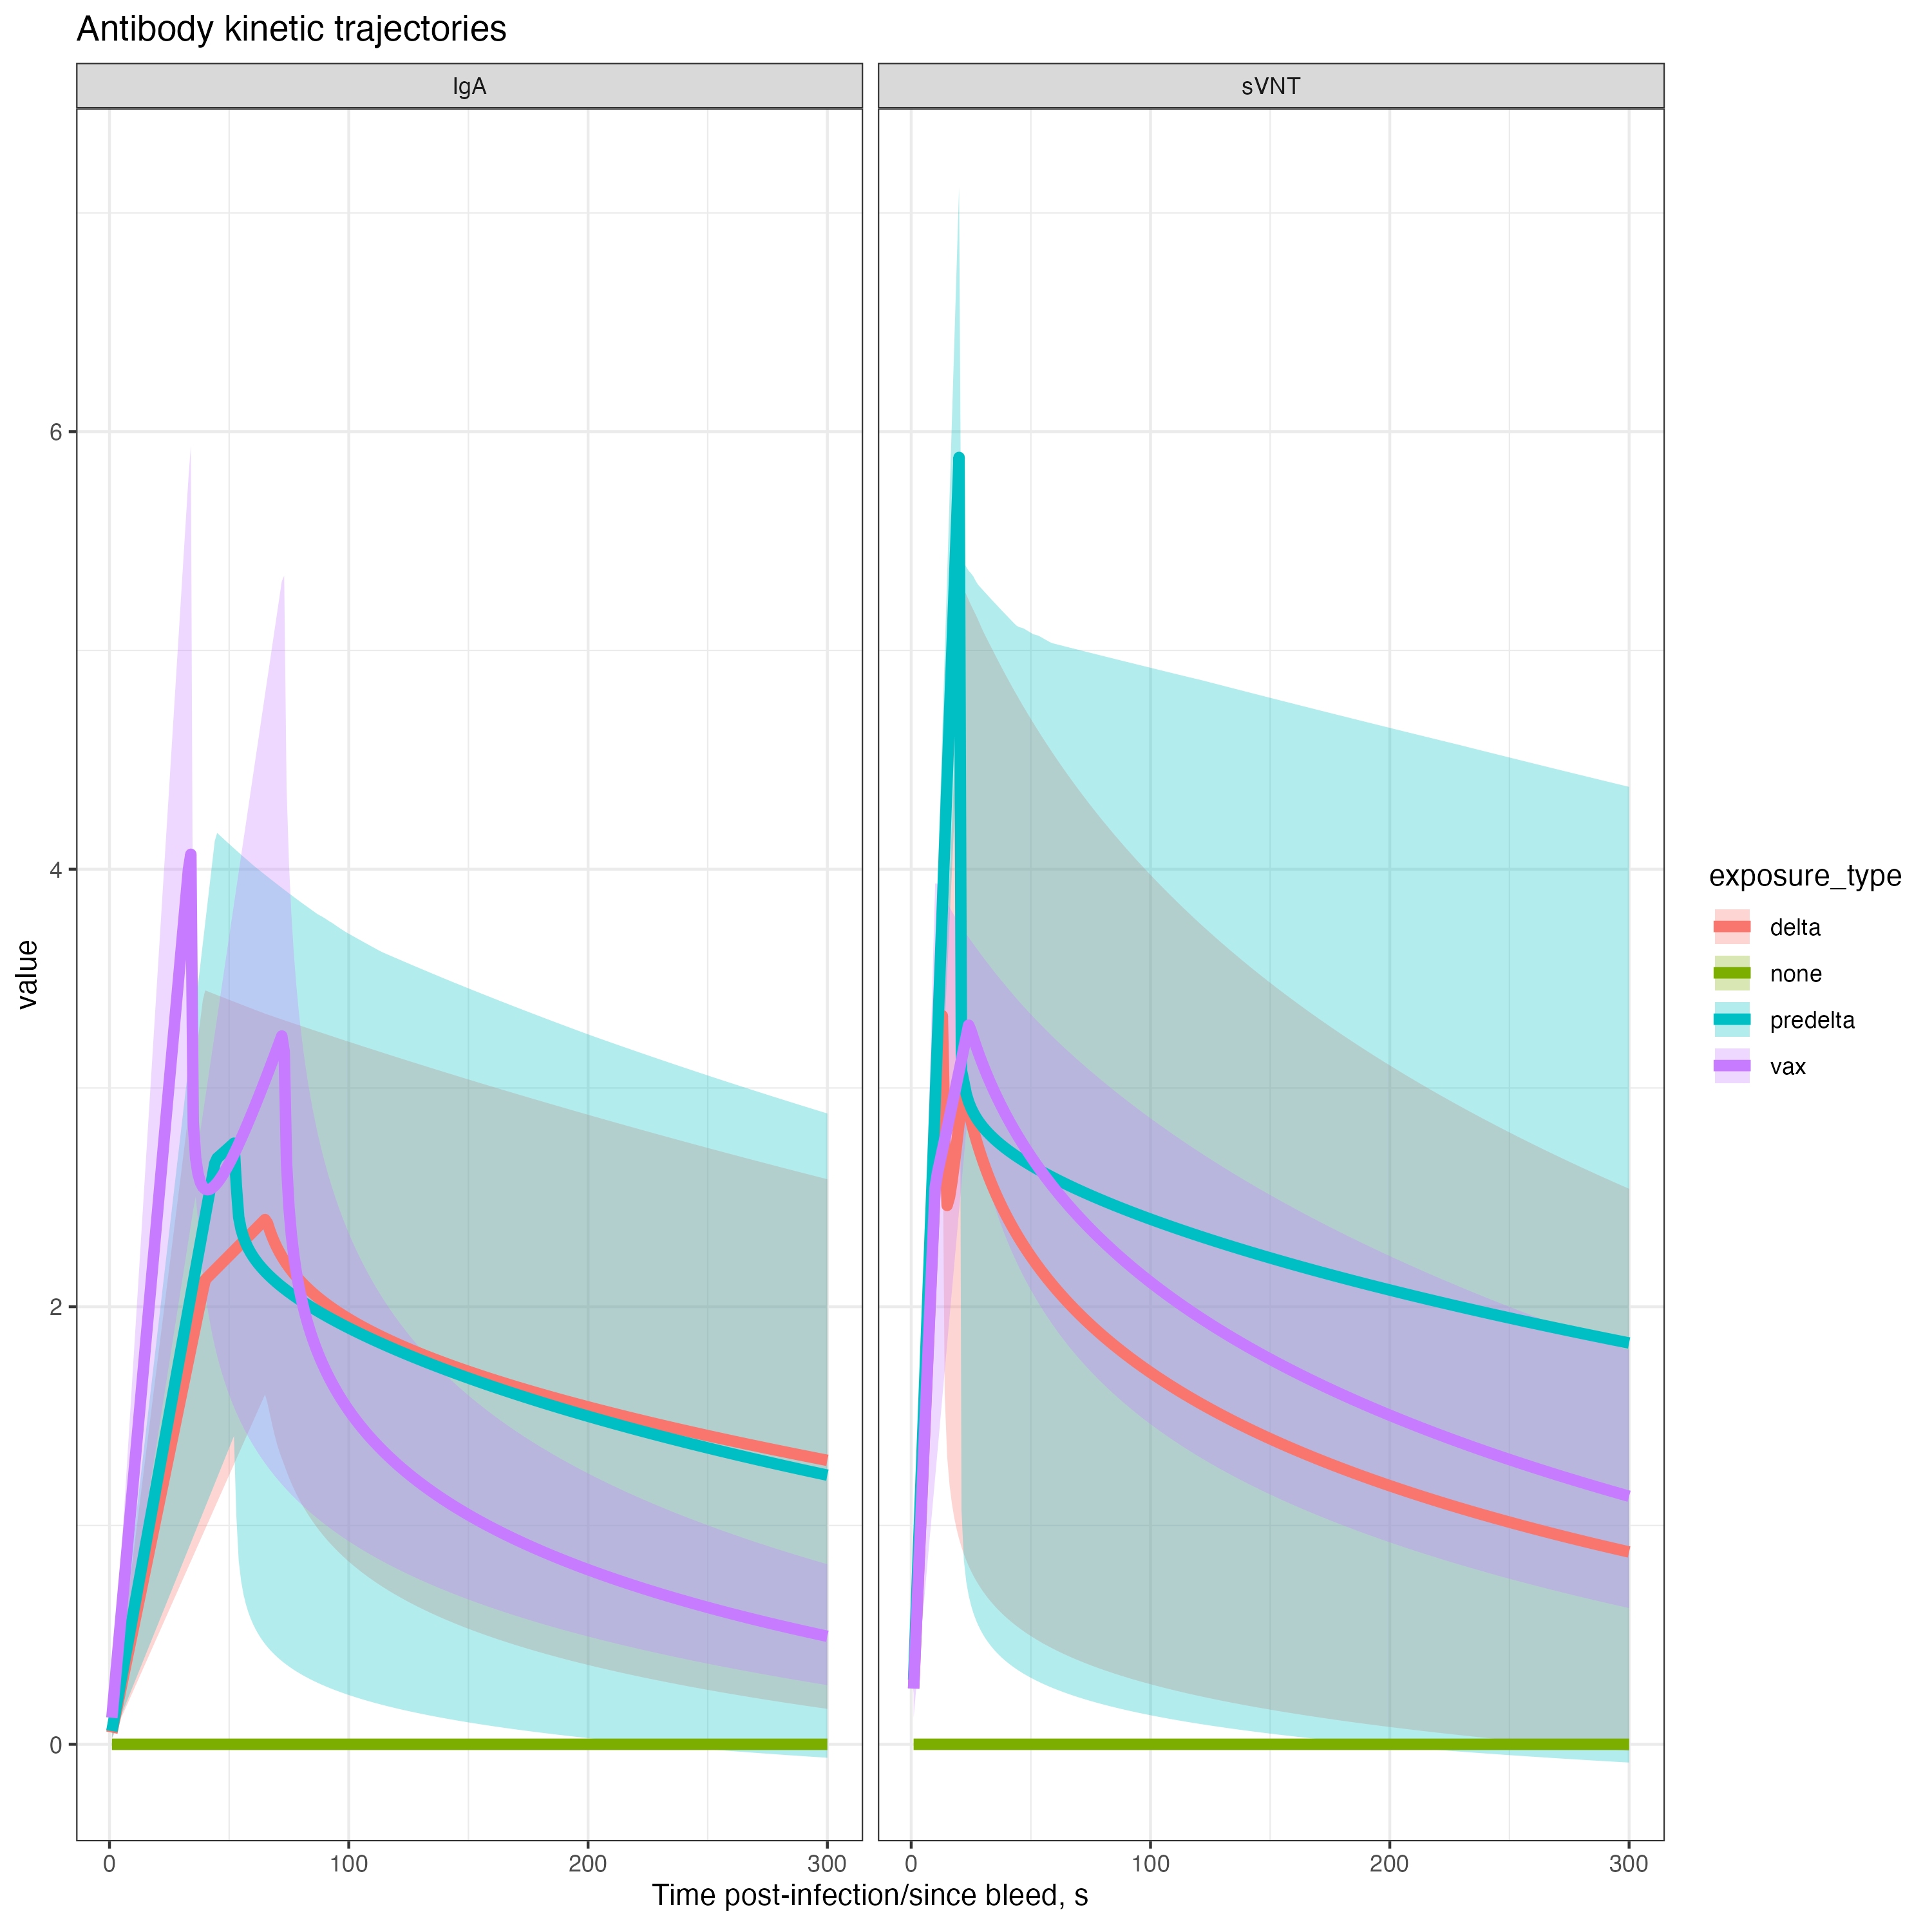 Antibody kinetic trajectories
IgA
sVNT
value
6
4
2
0
0
100
200
300
0
100
200
300
Time post-infection/since bleed, s
exposure_type
delta
none
predelta
vax